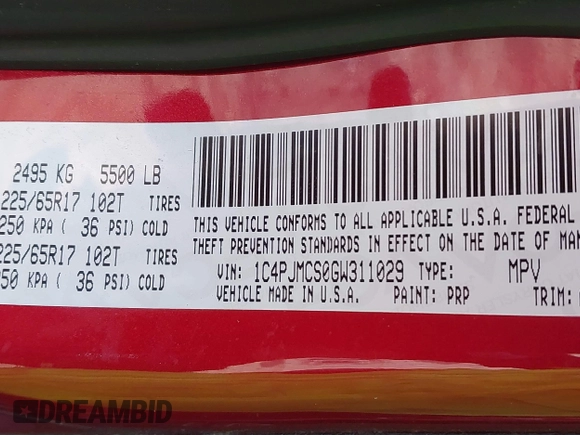 2495 KG 5500 LB
225/65R17 102T TIRES
250 KPA ( 36 PSI) COLD
225/65R17 102T TIRES
250 KPA ( 36 PSI) COLD
THIS VEHICLE CONFORMS TO ALL APPLICABLE U.S.A. FEDERAL
THEFT PREVENTION STANDARDS IN EFFECT ON THE DATE OF MAN
VIN: 1C4PJMCS0GW311029 TYPE: MPV
VEHICLE MADE IN U.S.A. PAINT: PRP TRIM:
DREAMBID